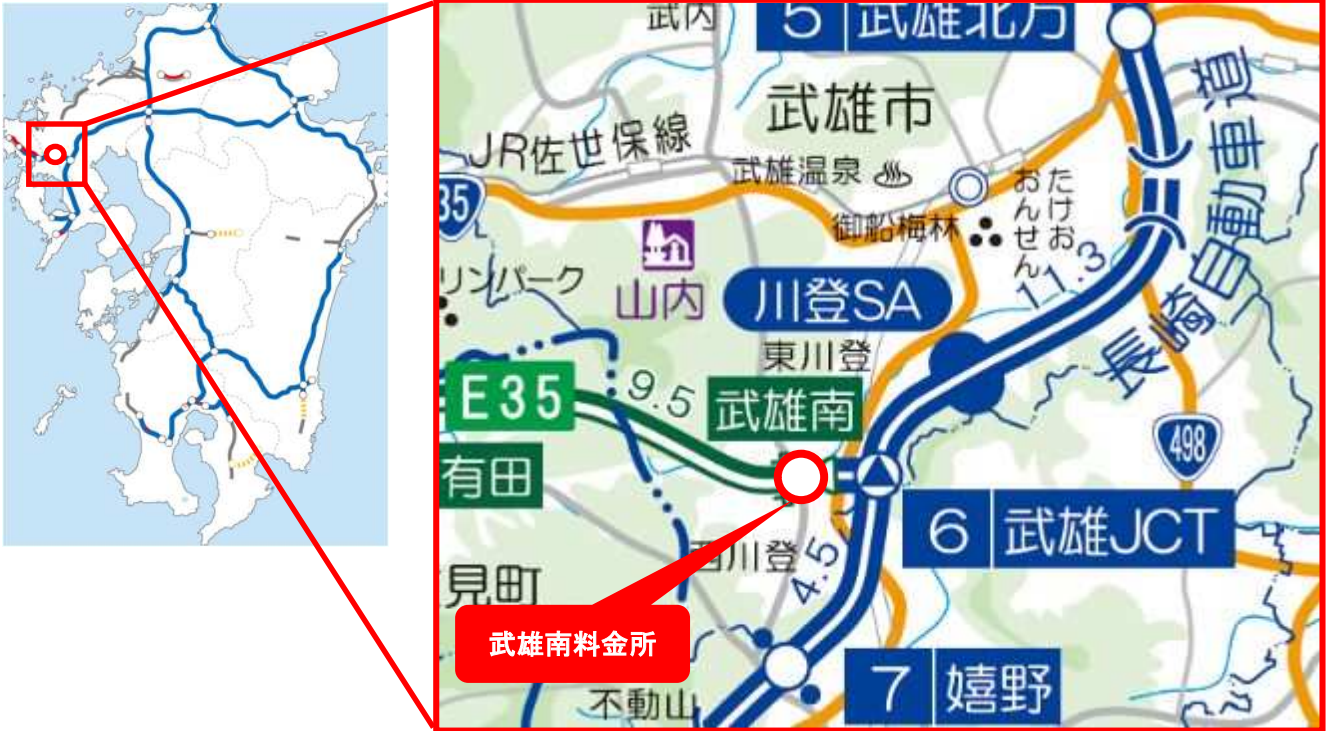 武内
5 武雄北方
武雄市
JR佐世保線
武雄温泉
たけお
おんせん
長崎自動車道
35
御船梅林
リンパーク
山内
川登SA
11.3
東川登
E35
9.5
武雄南
498
有田
6 武雄JCT
西川登
4.5
見町
武雄南料金所
7 嬉野
不動山